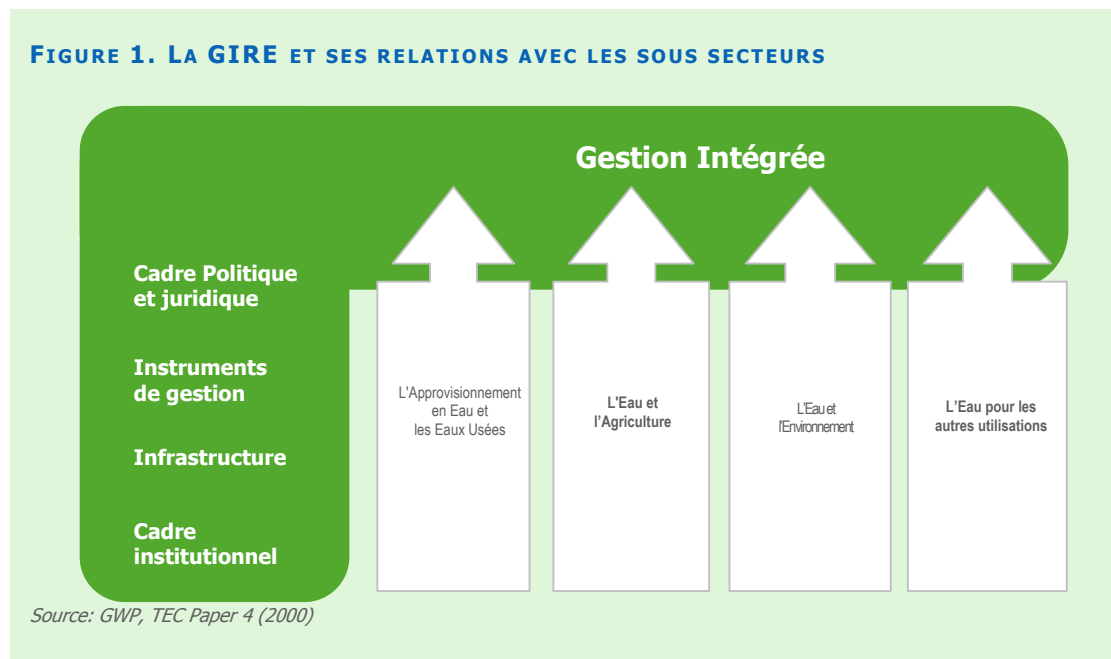 FIGURE 1. LA GIRE ET SES RELATIONS AVEC LES SOUS SECTEURS
Gestion Intégrée
Cadre Politique
et juridique
Instruments
de gestion
Infrastructure
Cadre
institutionnel
L'Approvisionnement
en Eau et
les Eaux Usées
L'Eau et
l'Agriculture
L'Eau et
l'Environnement
L'Eau pour les
autres utilisations
Source: GWP, TEC Paper 4 (2000)